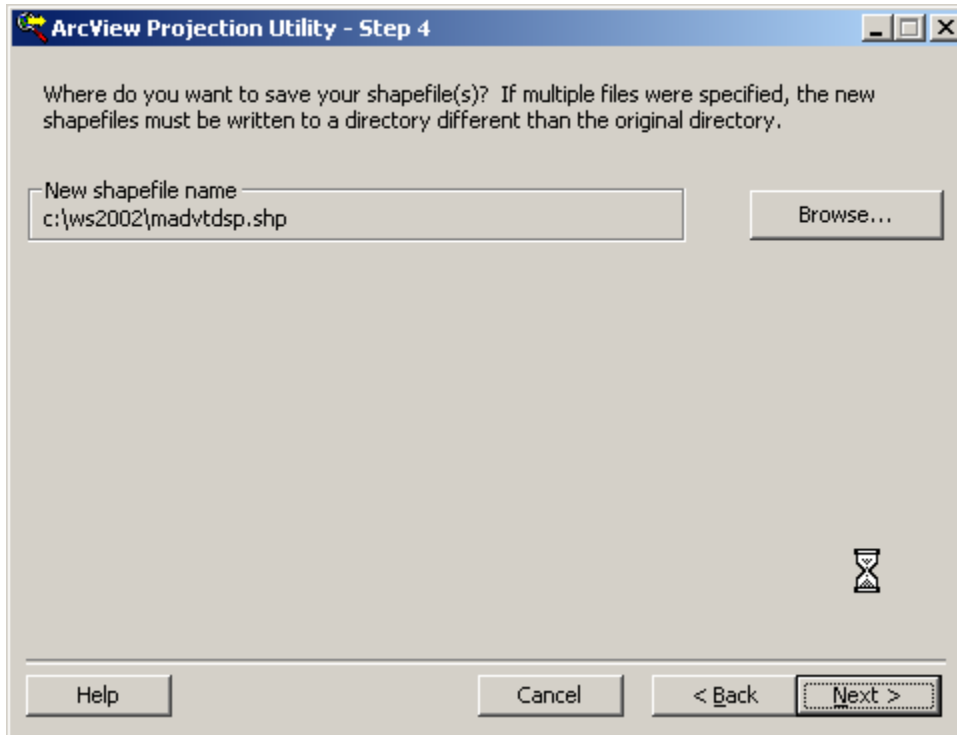 ArcView Projection Utility - Step 4
Where do you want to save your shapefile(s)? If multiple files were specified, the new
shapefiles must be written to a directory different than the original directory.
New shapefile name
c:\ws2002\madvtdsp.shp
Browse...
Help
Cancel
< Back
Next >